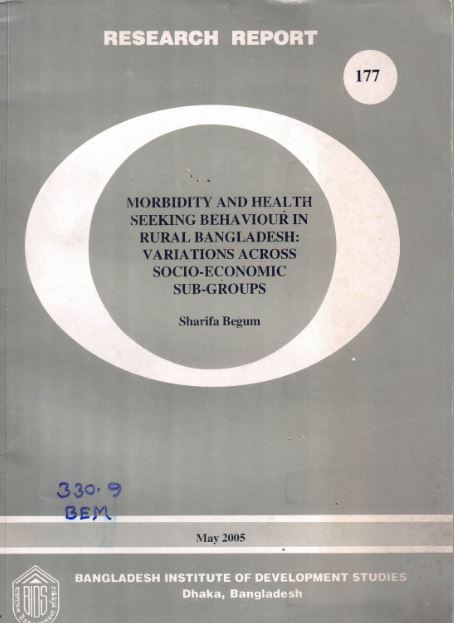 RESEARCH REPORT
177
MORBIDITY AND HEALTH
SEEKING BEHAVIOUR IN
RURAL BANGLADESH:
VARIATIONS ACROSS
SOCIO-ECONOMIC
SUB-GROUPS
Sharifa Begum
330.9
BEM
May 2005
BIDS
BANGLADESH INSTITUTE OF DEVELOPMENT STUDIES
Dhaka, Bangladesh